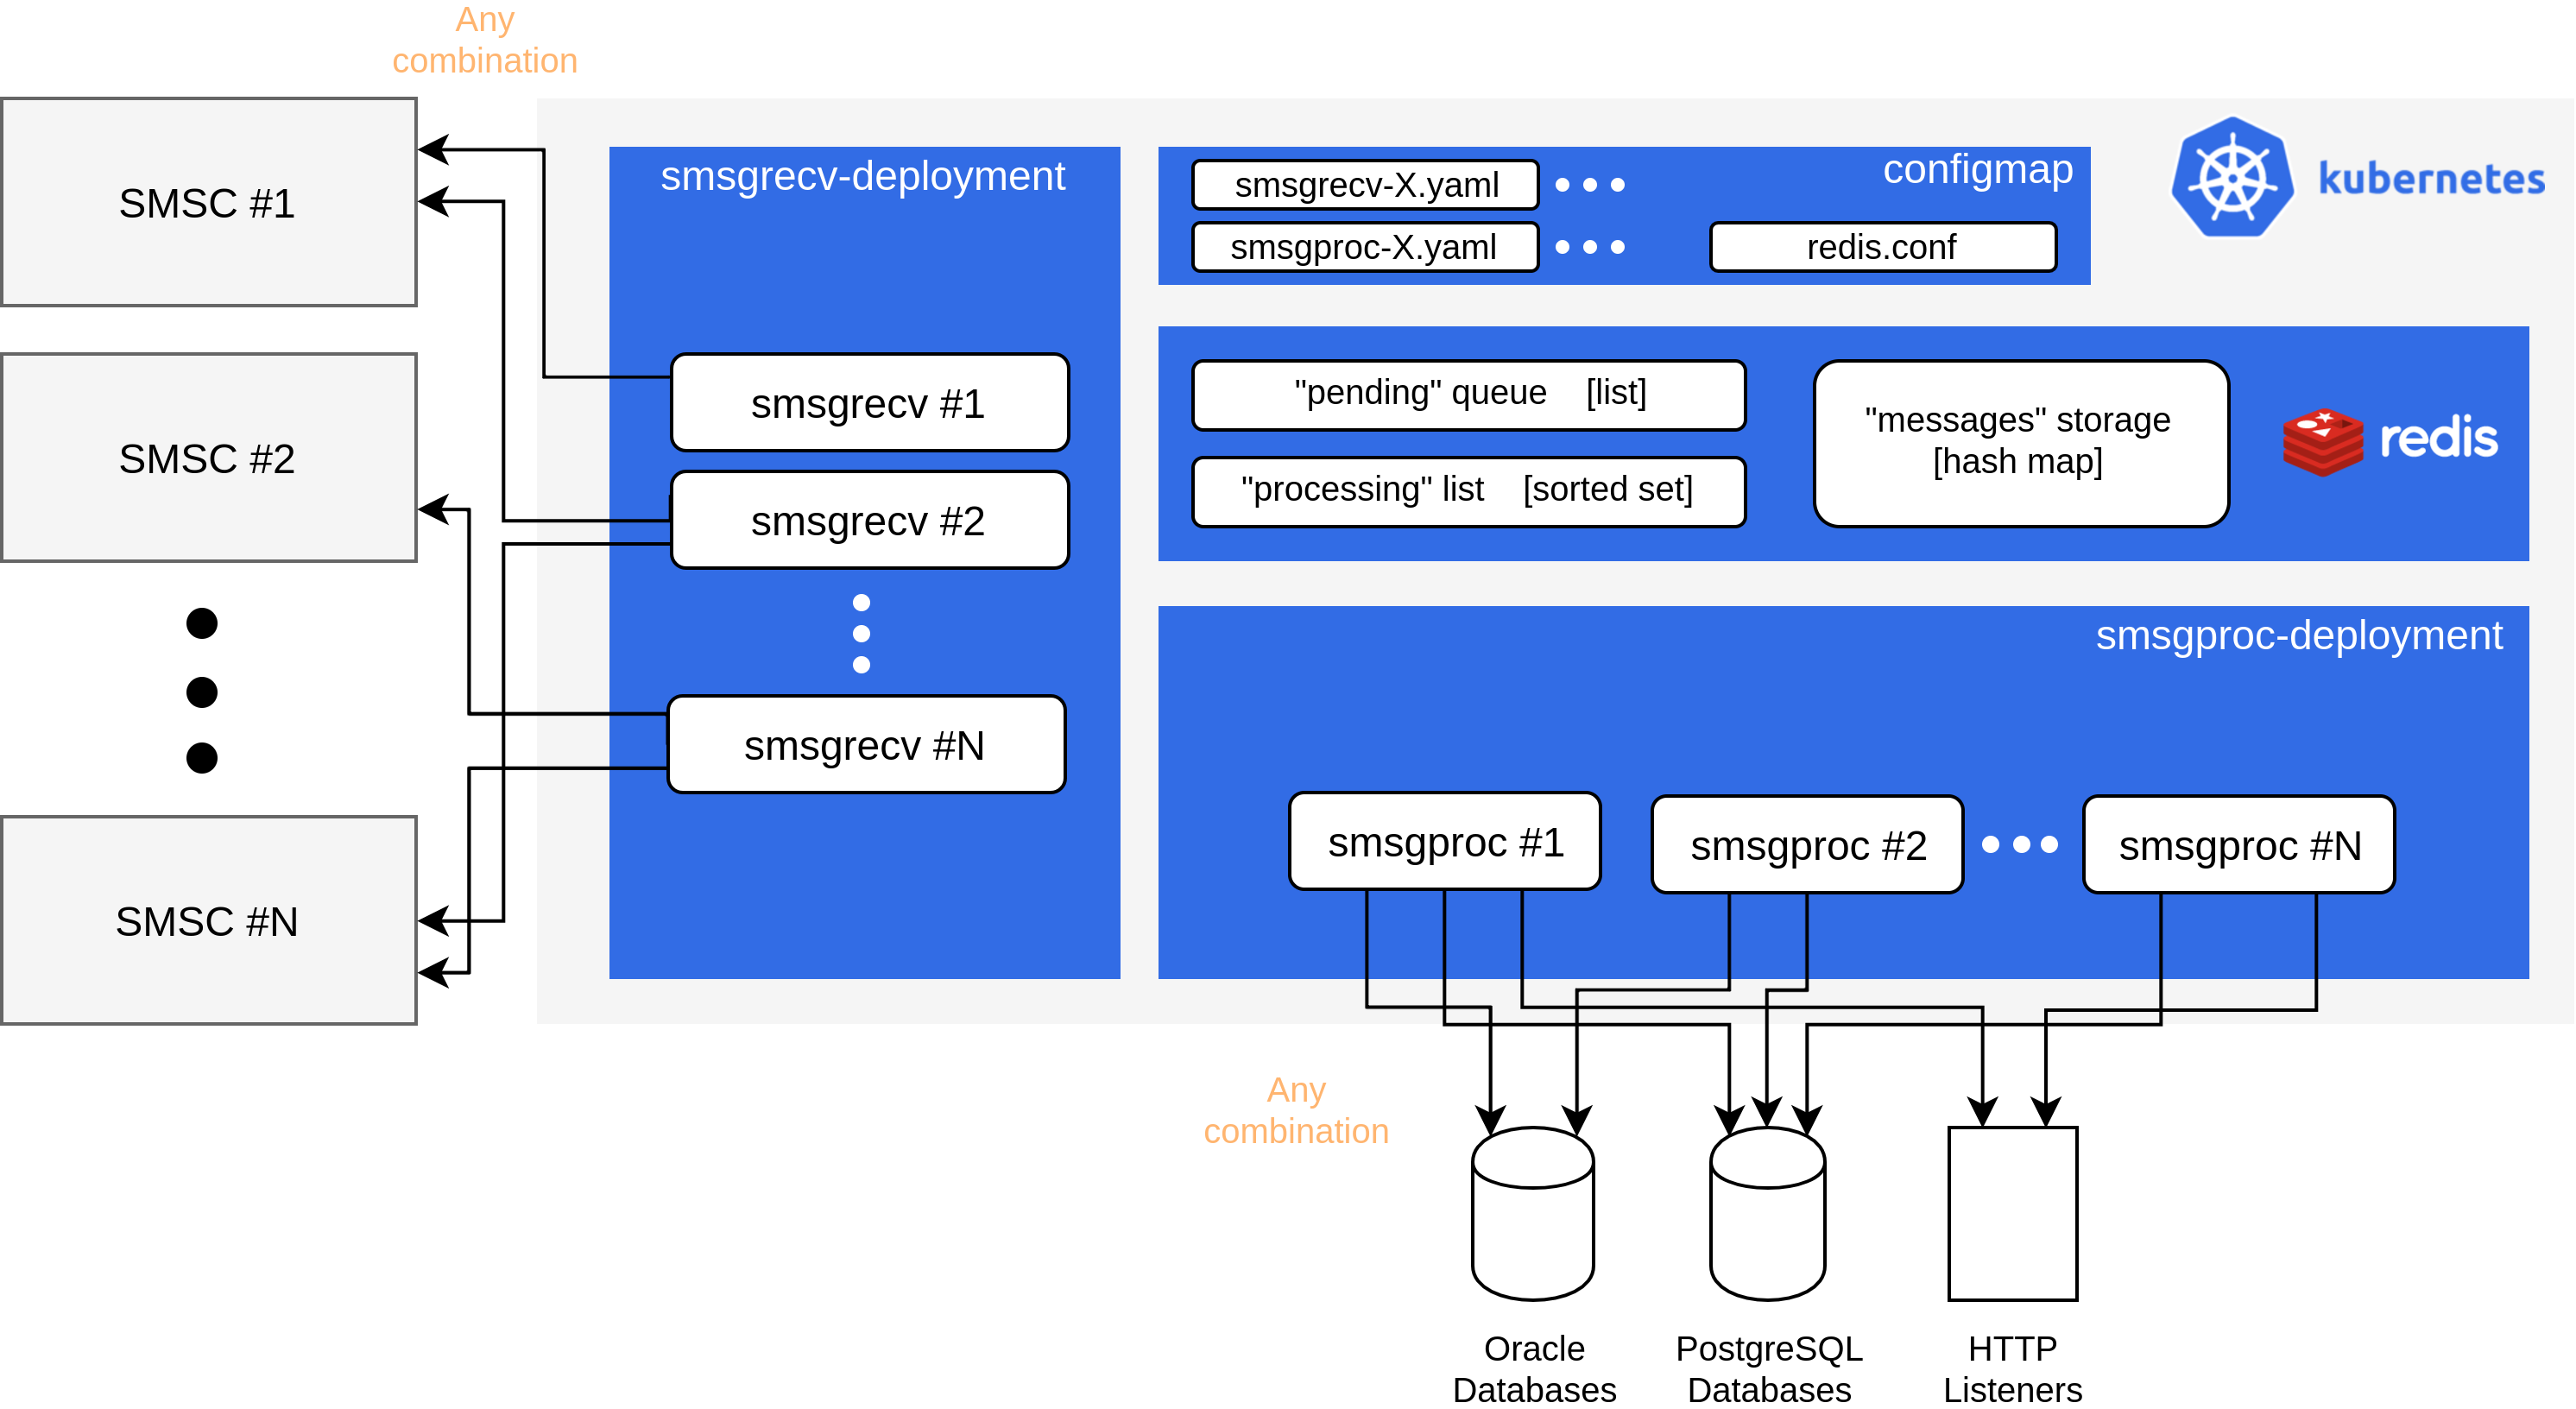 Any
combination
SMSC #1
SMSC #2
SMSC #N
smsgrecv-deployment
smsgrecv #1
smsgrecv #2
smsgrecv #N
configmap
smsgrecv-X.yaml
smsgproc-X.yaml
redis.conf
kubernetes
"pending" queue [list]
"processing" list [sorted set]
"messages" storage
[hash map]
redis
smsgproc-deployment
smsgproc #1
smsgproc #2
smsgproc #N
Any
combination
Oracle
Databases
PostgreSQL
Databases
HTTP
Listeners